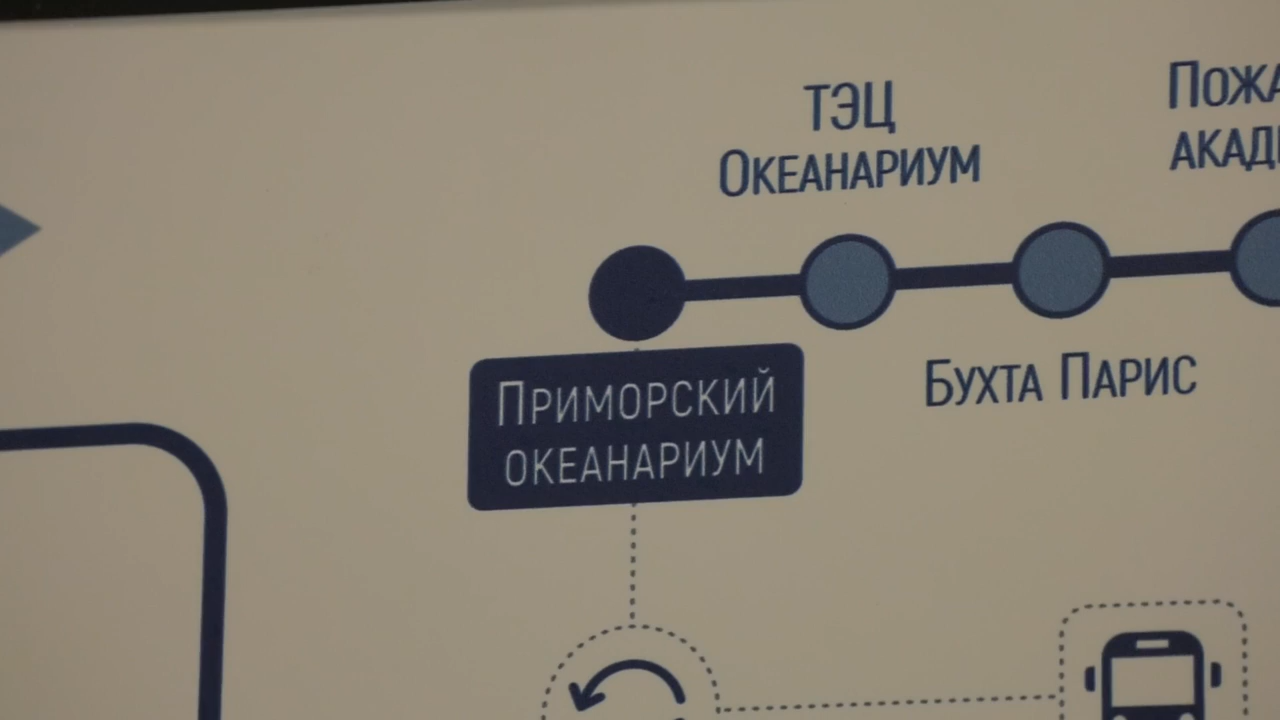 ТЭЦ
Океанариум
Бухта Парис
Приморский
океанариум